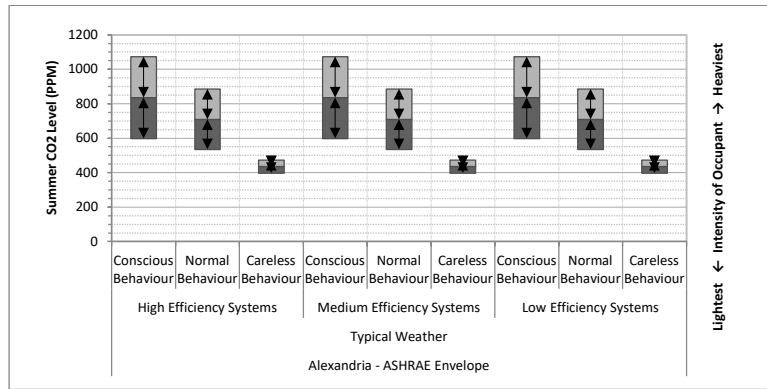 Summer CO2 Level (PPM)
1200
1000
800
600
400
200
0
Conscious Behaviour
Normal Behaviour
Careless Behaviour
Conscious Behaviour
Normal Behaviour
Careless Behaviour
Conscious Behaviour
Normal Behaviour
Careless Behaviour
High Efficiency Systems
Medium Efficiency Systems
Low Efficiency Systems
Typical Weather
Alexandria - ASHRAE Envelope
Lightest ← Intensity of Occupant → Heaviest